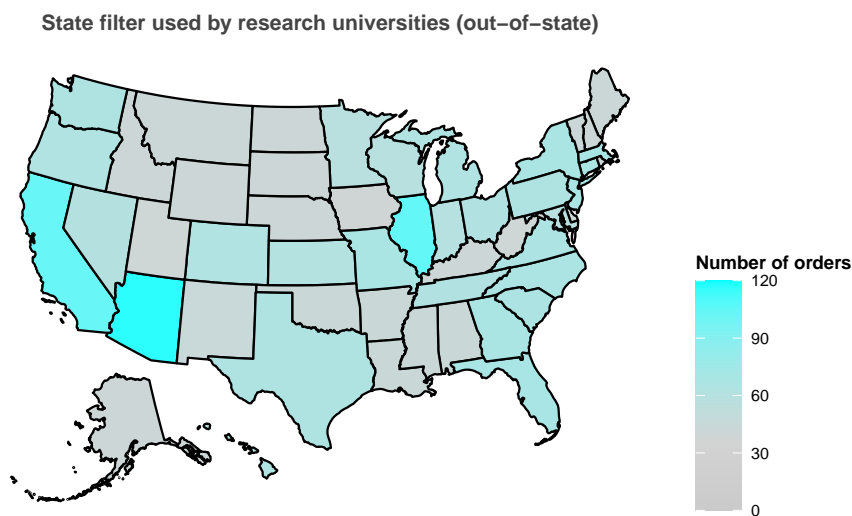 State filter used by research universities (out−of−state)
Number of orders
120
90
60
30
0